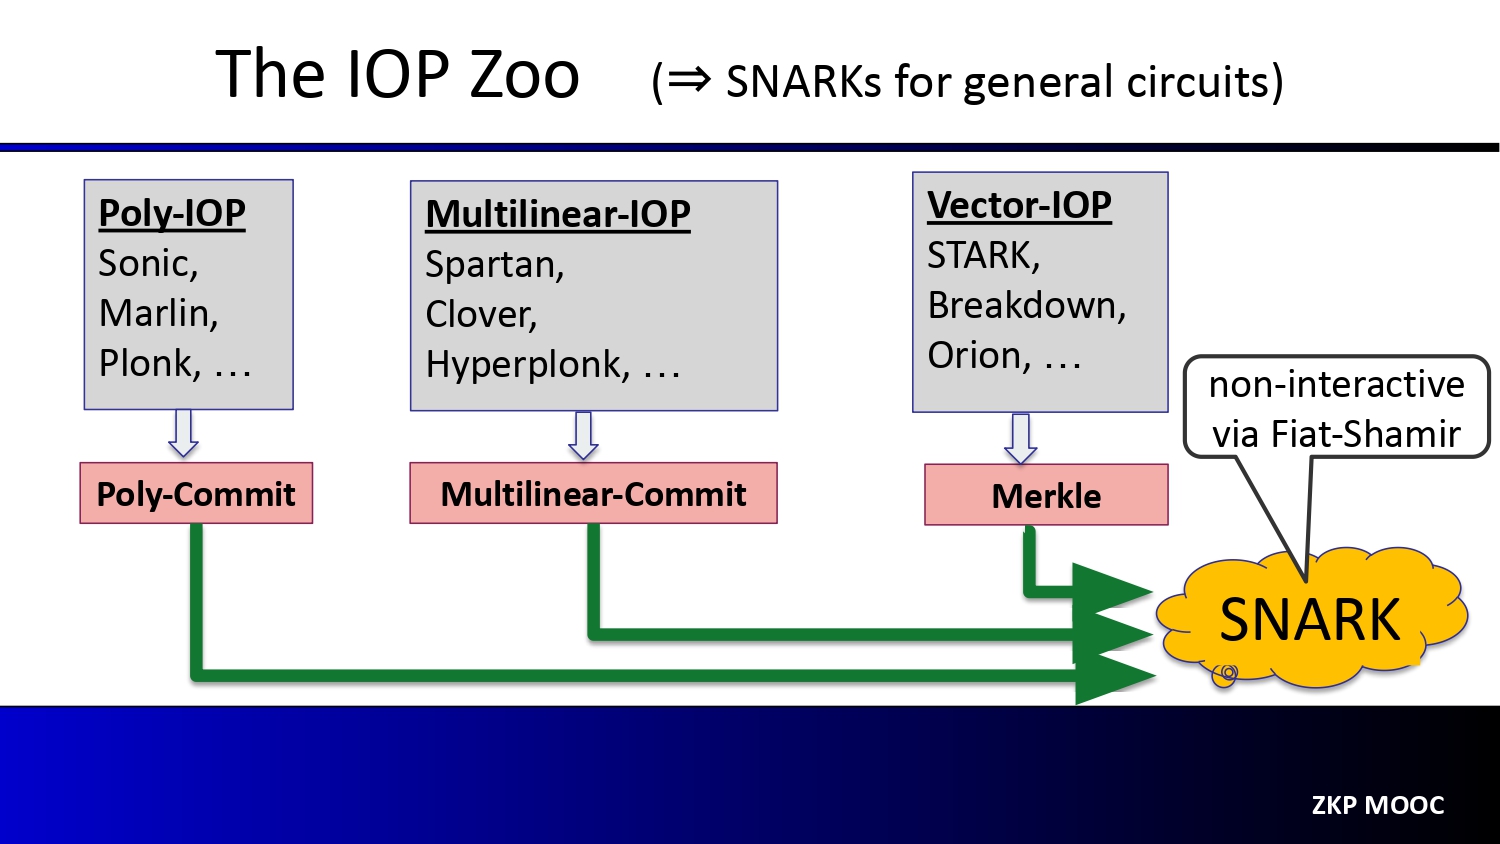 The IOP Zoo (⇒ SNARKs for general circuits)
Poly-IOP
Sonic,
Marlin,
Plonk, …
Poly-Commit
Multilinear-IOP
Spartan,
Clover,
Hyperplonk, …
Multilinear-Commit
Vector-IOP
STARK,
Breakdown,
Orion, …
Merkle
non-interactive
via Fiat-Shamir
SNARK
ZKP MOOC